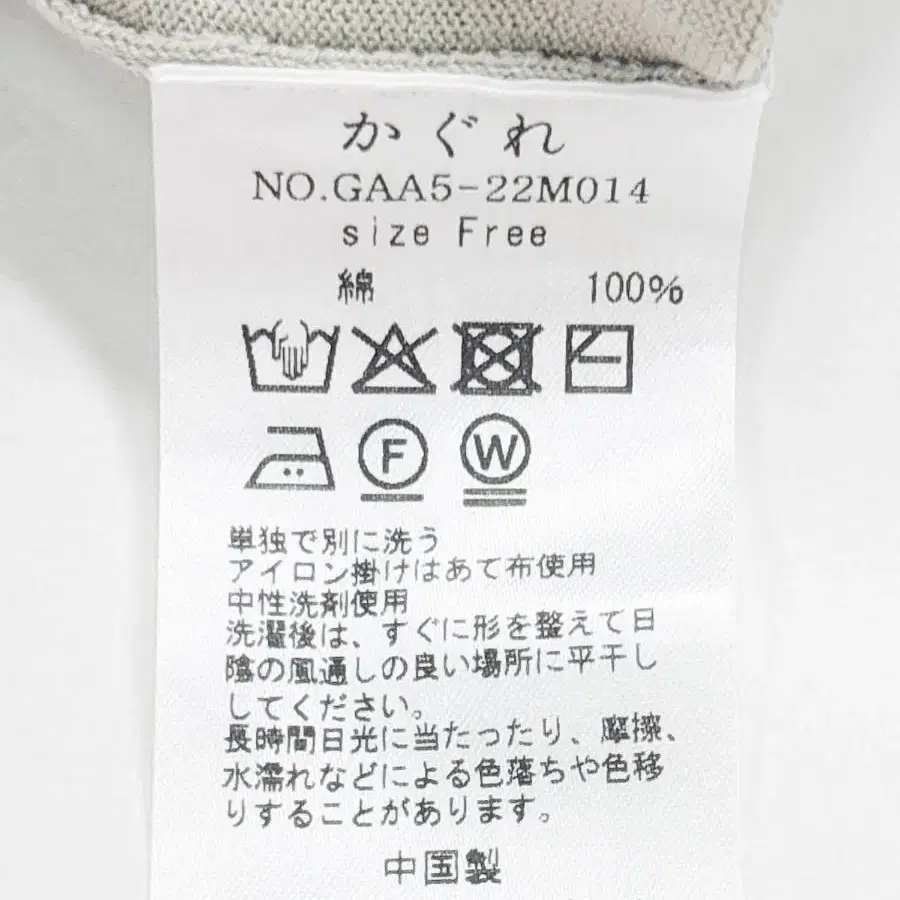 かぐれ
NO.GAA5-22M014
size Free
綿 100%
F W
単独で別に洗う
アイロン掛けはあて布使用
中性洗剤使用
洗濯後は、すぐに形を整えて日
陰の風通しの良い場所に平干し
してください。
長時間日光に当たったり、摩擦、
水濡れなどによる色落ちや色移
りすることがあります。
中国製